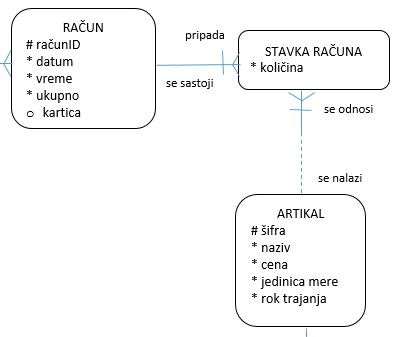 RAČUN
# računID
* datum
* vreme
* ukupno
o kartica
pripada
se sastoji
STAVKA RAČUNA
* količina
se odnosi
se nalazi
ARTIKAL
# šifra
* naziv
* cena
* jedinica mere
* rok trajanja